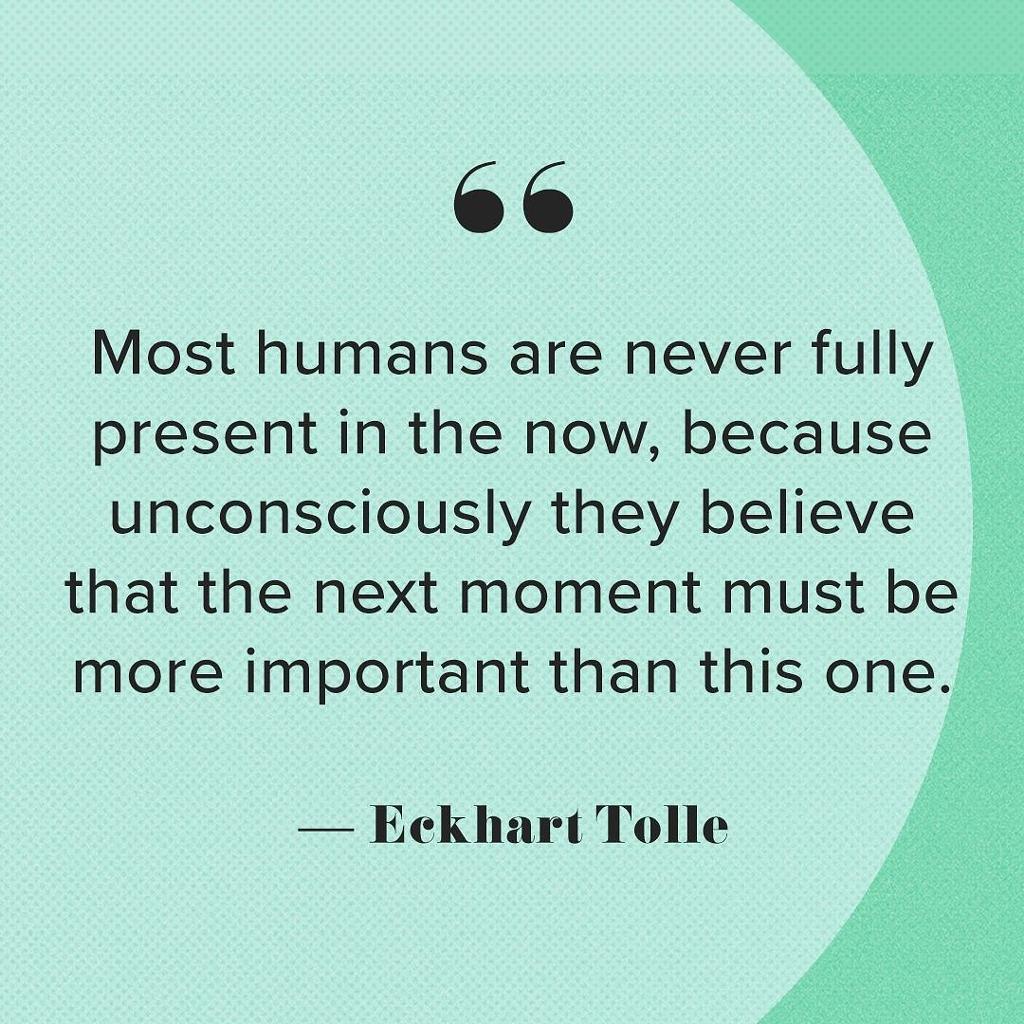 “
Most humans are never fully
present in the now, because
unconsciously they believe
that the next moment must be
more important than this one.
— Eckhart Tolle